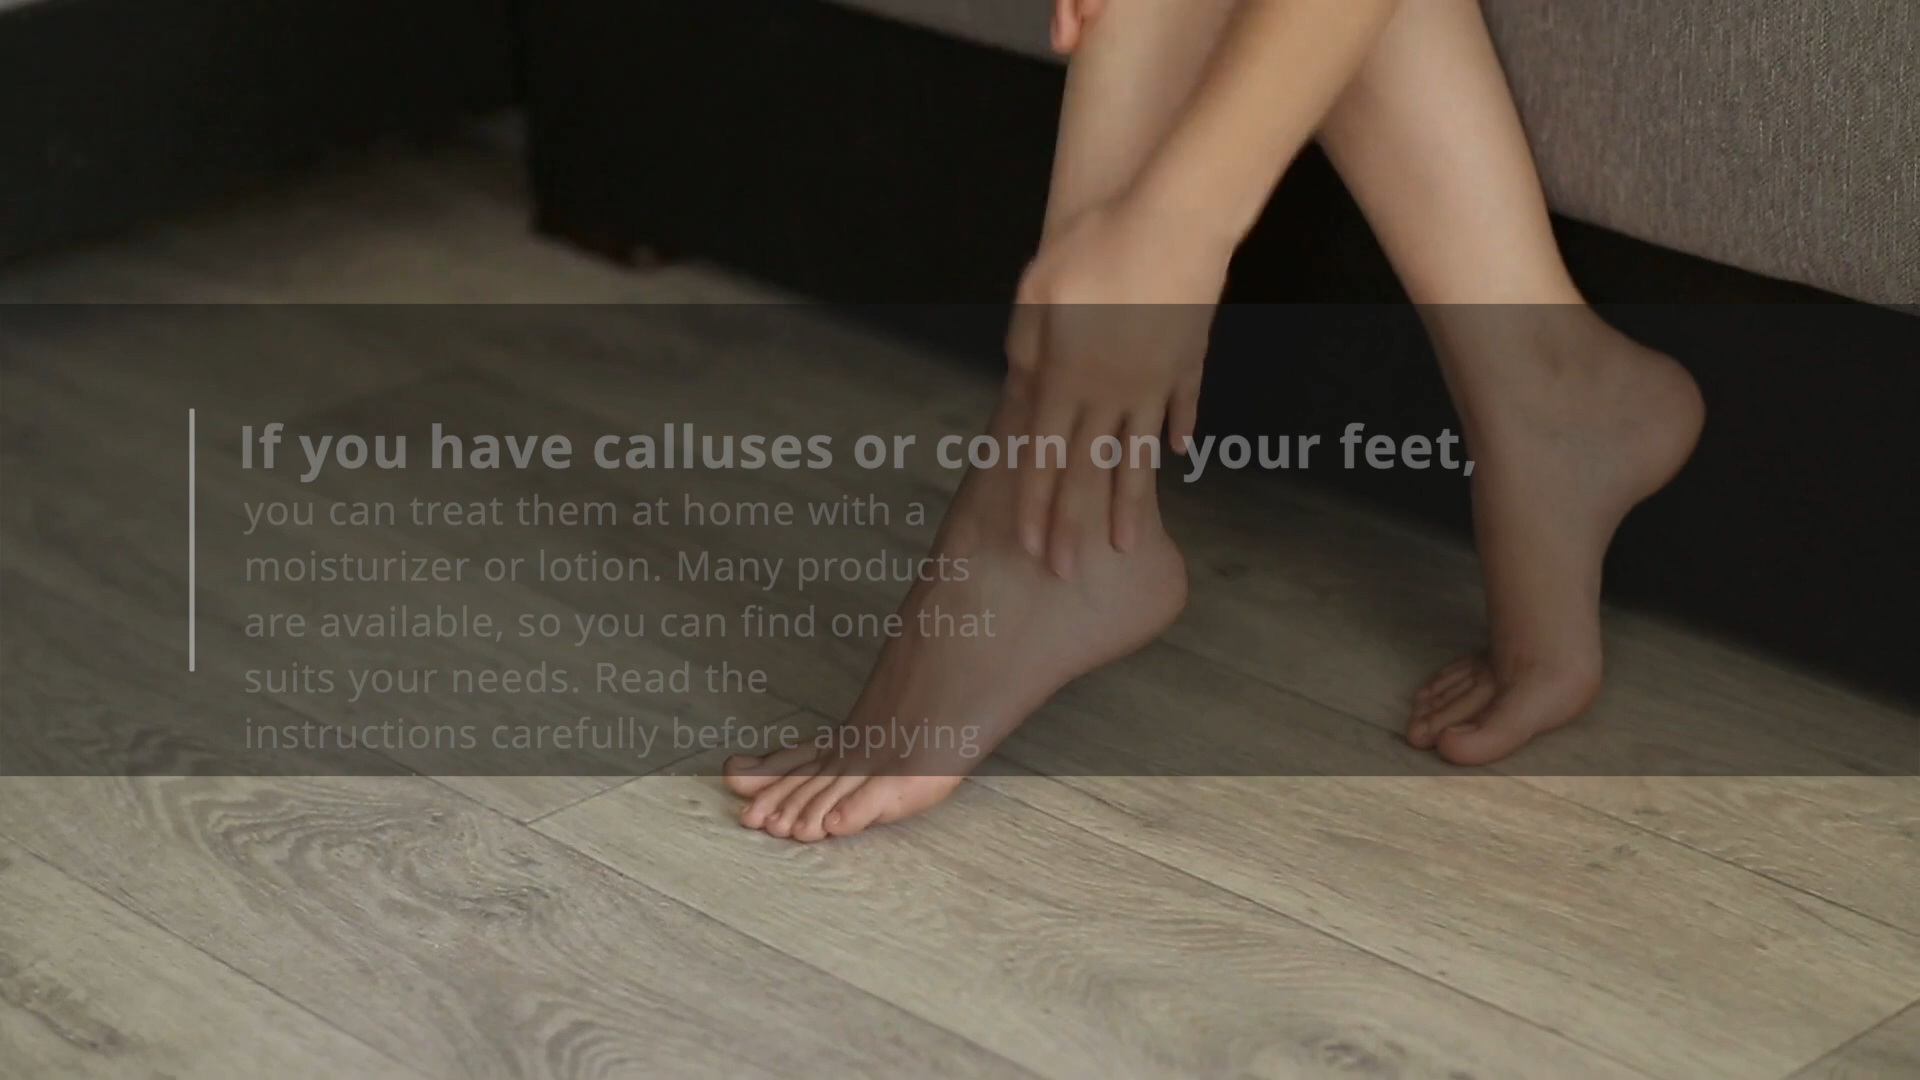 If you have calluses or corn on your feet,
you can treat them at home with a
moisturizer or lotion. Many products
are available, so you can find one that
suits your needs. Read the
instructions carefully before applying